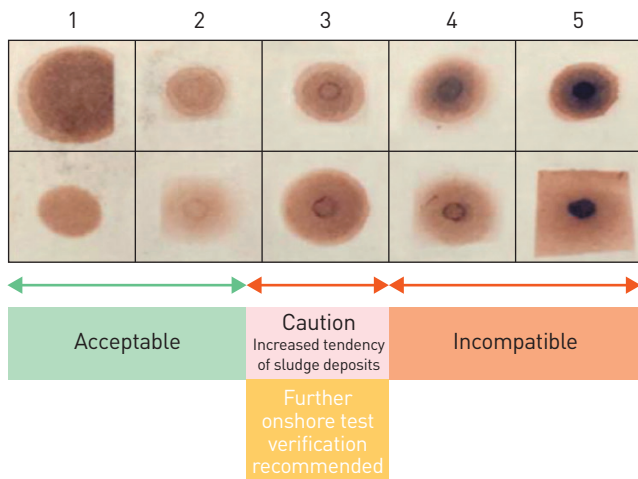 1 2 3 4 5
Acceptable
Caution
Increased tendency
of sludge deposits
Incompatible
Further
onshore test
verification
recommended